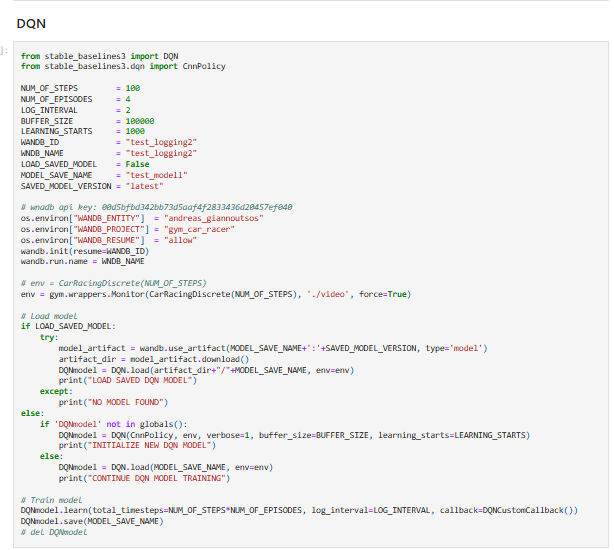 DQN
]:
from stable_baselines3 import DQN
from stable_baselines3.dqn import CnnPolicy
NUM_OF_STEPS        = 100
NUM_OF_EPISODES     = 4
LOG_INTERVAL        = 2
BUFFER_SIZE         = 100000
LEARNING_STARTS     = 1000
WANDB_ID            = "test_logging2"
WNDB_NAME           = "test_logging2"
LOAD_SAVED_MODEL    = False
MODEL_SAVE_NAME     = "test_modell"
SAVED_MODEL_VERSION = "latest"
# wnadb api key: 00d5bfbd342bb73d5aaf4f2833436d20457ef040
os.environ["WANDB_ENTITY"]  = "andreas_giannoutsos"
os.environ["WANDB_PROJECT"] = "gym_car_racer"
os.environ["WANDB_RESUME"]  = "allow"
wandb.init(resume=WANDB_ID)
wandb.run.name = WNDB_NAME
# env = CarRacingDiscrete(NUM_OF_STEPS)
env = gym.wrappers.Monitor(CarRacingDiscrete(NUM_OF_STEPS), './video', force=True)
# Load model
if LOAD_SAVED_MODEL:
    try:
        model_artifact = wandb.use_artifact(MODEL_SAVE_NAME+':'+SAVED_MODEL_VERSION, type='model')
        artifact_dir = model_artifact.download()
        DQNmodel = DQN.load(artifact_dir+"/"+MODEL_SAVE_NAME, env=env)
        print("LOAD SAVED DQN MODEL")
    except:
        print("NO MODEL FOUND")
else:
    if 'DQNmodel' not in globals():
        DQNmodel = DQN(CnnPolicy, env, verbose=1, buffer_size=BUFFER_SIZE, learning_starts=LEARNING_STARTS)
        print("INITIALIZE NEW DQN MODEL")
    else:
        DQNmodel = DQN.load(MODEL_SAVE_NAME, env=env)
        print("CONTINUE DQN MODEL TRAINING")
# Train model
DQNmodel.learn(total_timesteps=NUM_OF_STEPS*NUM_OF_EPISODES, log_interval=LOG_INTERVAL, callback=DQNCustomCallback())
DQNmodel.save(MODEL_SAVE_NAME)
# del DQNmodel